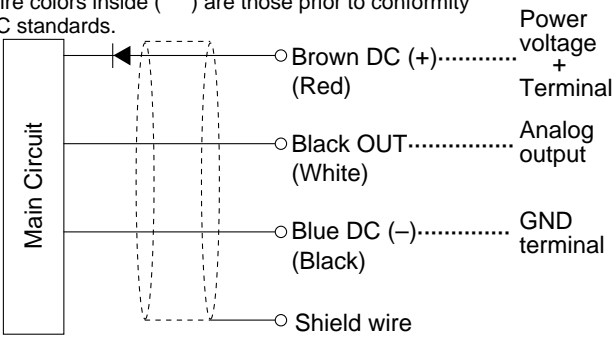 ire colors inside ( ) are those prior to conformity
C standards.
Main Circuit
Brown DC (+)
(Red)
Power
voltage
+
Terminal
Black OUT
(White)
Analog
output
Blue DC (–)
(Black)
GND
terminal
Shield wire